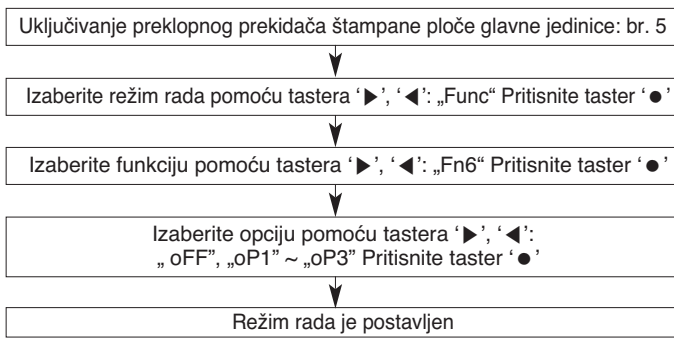 Uključivanje preklopnog prekidača štampane ploče glavne jedinice: br. 5
Izaberite režim rada pomoću tastera ‘▶’, ‘◀’: „Func“ Pritisnite taster ‘●’
Izaberite funkciju pomoću tastera ‘▶’, ‘◀’: „Fn6“ Pritisnite taster ‘●’
Izaberite opciju pomoću tastera ‘▶’, ‘◀’:
„ oFF”, „oP1” ~ „oP3” Pritisnite taster ‘●’
Režim rada je postavljen